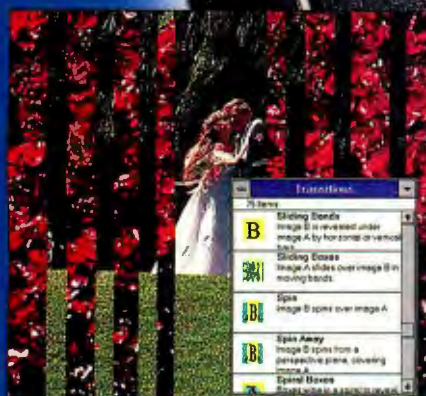 Transitions
75 Items
B
Sliding Bands
Image B is revealed under
image A by horizontal or vertical
Sliding Boxes
Image A slides over image B in
moving bands.
B
Spin
Image B spins over image A
B
Spin Away
Image B spins from a
perspective plane, covering
image A
Spiral Boxes